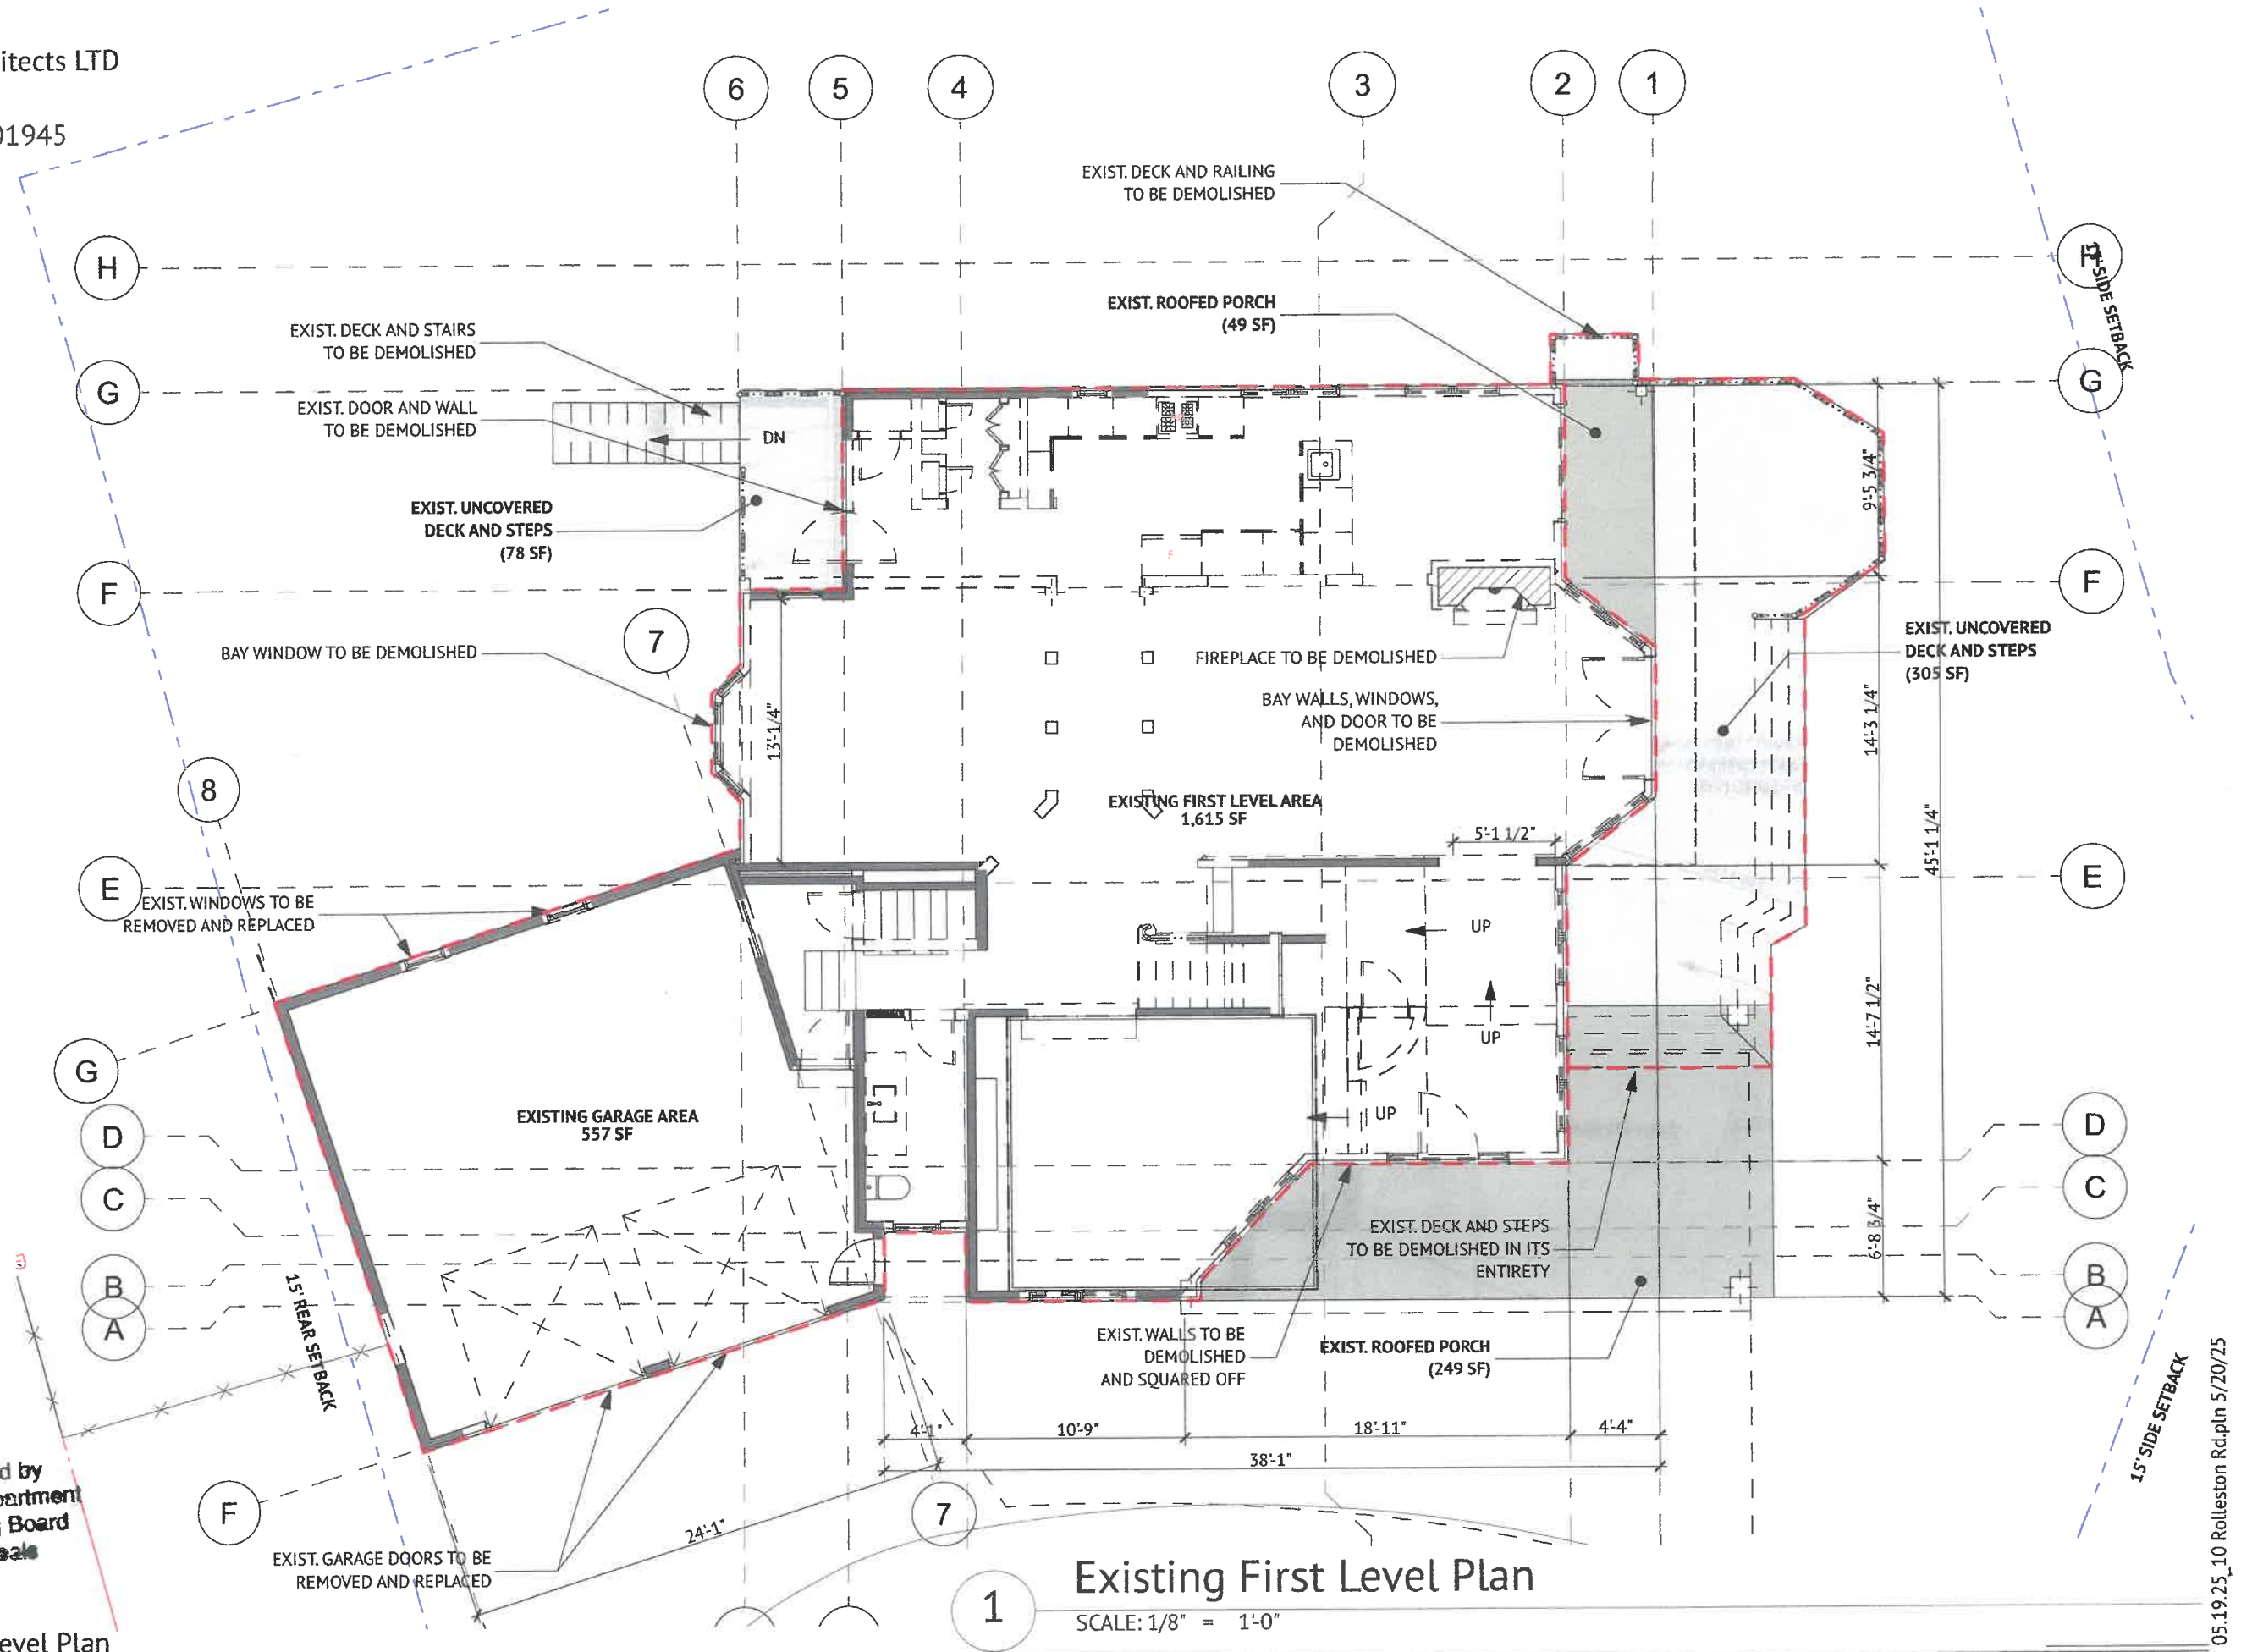 itects LTD
01945
6
5
4
3
2
1
EXIST. DECK AND RAILING
TO BE DEMOLISHED
H
H
15' SIDE SETBACK
EXIST. ROOFED PORCH
(49 SF)
EXIST. DECK AND STAIRS
TO BE DEMOLISHED
G
G
EXIST. DOOR AND WALL
TO BE DEMOLISHED
DN
9'-5 3/4"
EXIST. UNCOVERED
DECK AND STEPS
(78 SF)
F
F
F
7
BAY WINDOW TO BE DEMOLISHED
FIREPLACE TO BE DEMOLISHED
EXIST. UNCOVERED
DECK AND STEPS
(305 SF)
BAY WALLS, WINDOWS,
AND DOOR TO BE
DEMOLISHED
13'-1/4"
14'-3 1/4"
8
EXISTING FIRST LEVEL AREA
1,615 SF
5'-1 1/2"
45'-1 1/4"
E
E
EXIST. WINDOWS TO BE
REMOVED AND REPLACED
UP
14'-7 1/2"
UP
G
EXISTING GARAGE AREA
557 SF
UP
D
D
C
C
EXIST. DECK AND STEPS
TO BE DEMOLISHED IN ITS
ENTIRETY
6'-8 3/4"
B
B
A
A
15' REAR SETBACK
EXIST. WALLS TO BE
DEMOLISHED
AND SQUARED OFF
EXIST. ROOFED PORCH
(249 SF)
15' SIDE SETBACK
4'-1"
10'-9"
18'-11"
4'-4"
38'-1"
d by
partment
Board
eals
F
7
24'-1"
EXIST. GARAGE DOORS TO BE
REMOVED AND REPLACED
1
Existing First Level Plan
SCALE: 1/8" = 1'-0"
evel Plan
05.19.25_10 Rolleston Rd.pln 5/20/25